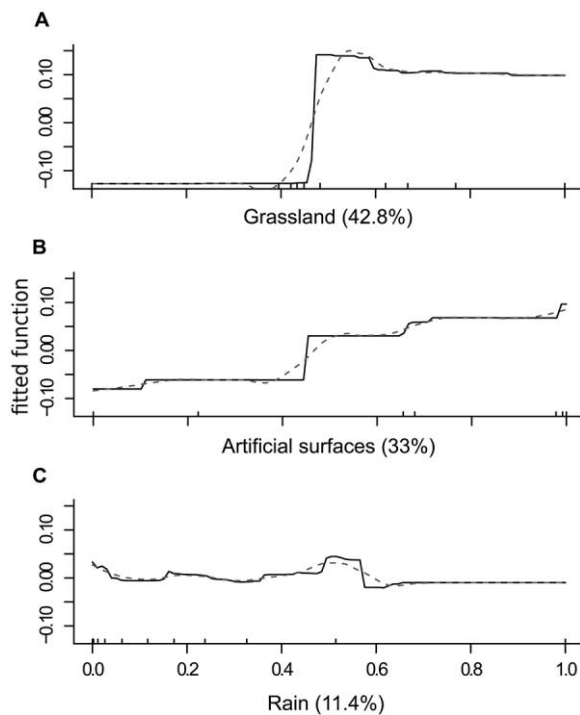 A
0.10
0.00
-0.10
Grassland (42.8%)
B
0.10
0.00
-0.10
fitted function
Artificial surfaces (33%)
C
0.10
0.00
-0.10
0.0 0.2 0.4 0.6 0.8 1.0
Rain (11.4%)